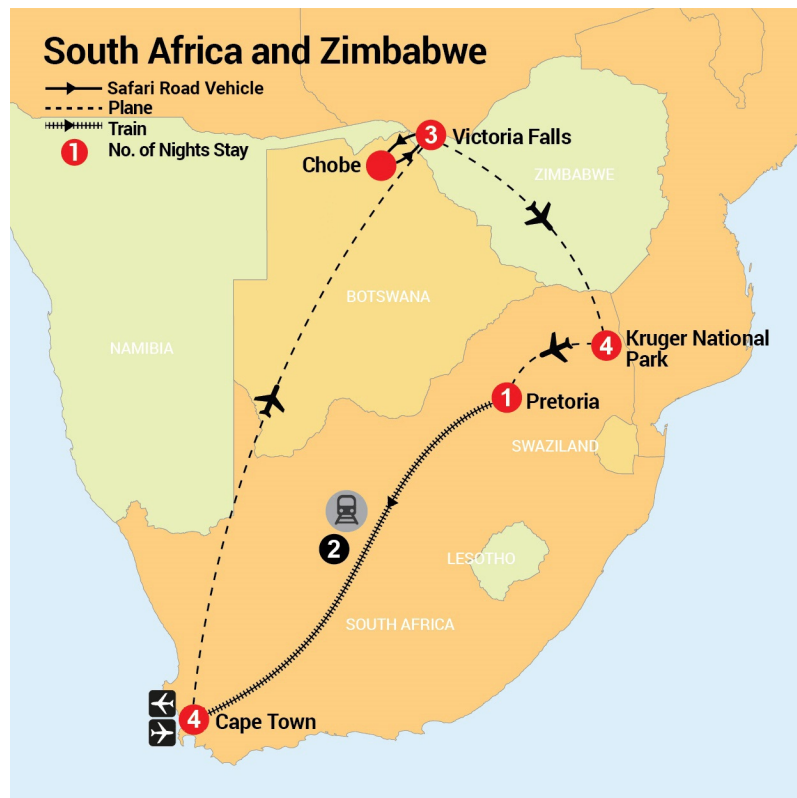 South Africa and Zimbabwe
Safari Road Vehicle
Plane
Train
1 No. of Nights Stay
3 Victoria Falls
Chobe
ZIMBABWE
BOTSWANA
NAMIBIA
4 Kruger National
Park
1 Pretoria
SWAZILAND
2
LESOTHO
SOUTH AFRICA
4 Cape Town